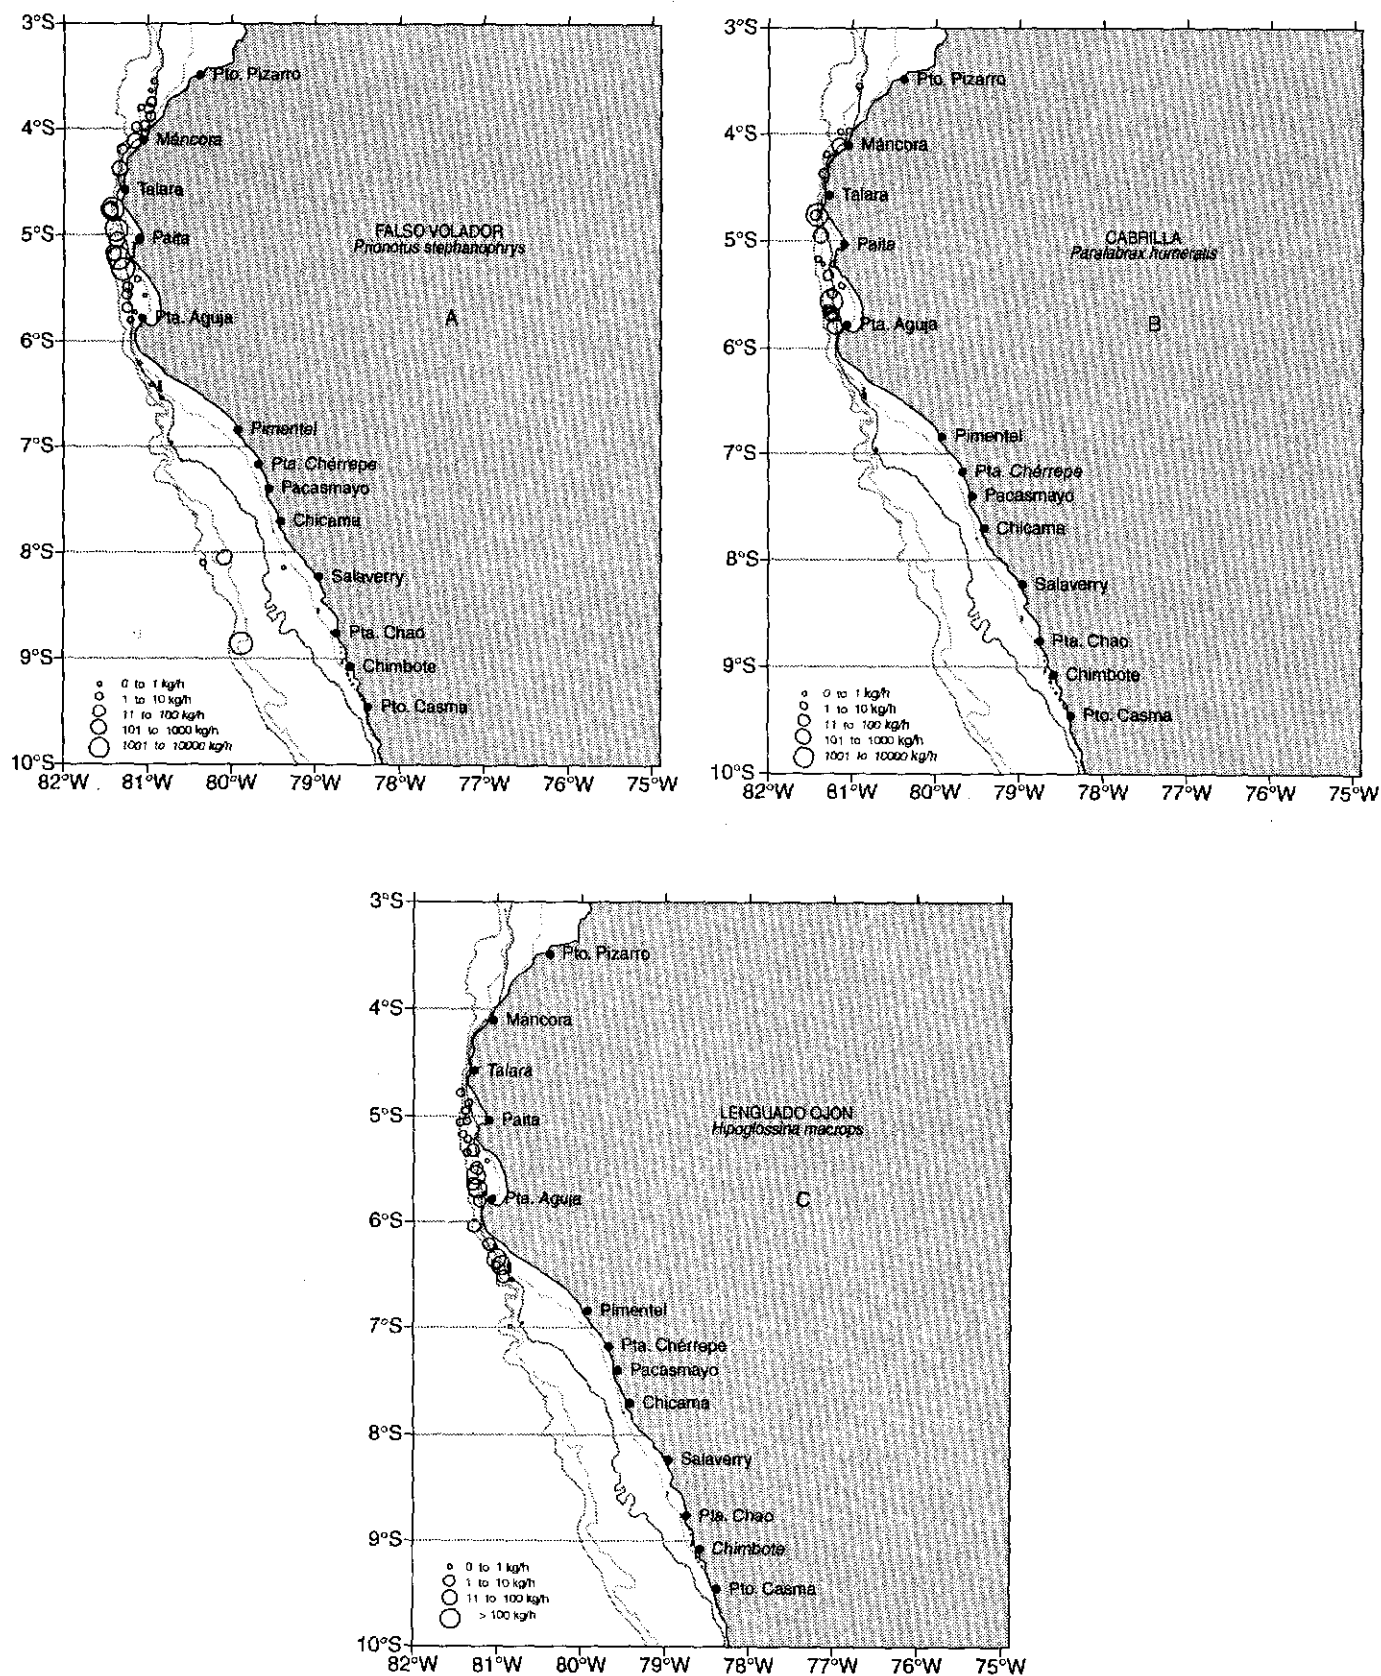 3°S
Pto. Pizarro
4°S
Máncora
Talara
FALSO VOLADOR
5°S
Paita
Prionotus stephanophrys
Pta. Aguja
A
6°S
Pimentel
7°S
Pta. Chérrepe
Pacasmayo
Chicama
8°S
Salaverry
Pta. Chao
9°S
Chimbote
0 to 1 kg/h
1 to 10 kg/h
11 to 100 kg/h
Pto. Casma
101 to 1000 kg/h
1001 to 10000 kg/h
10°S
82°W 81°W 80°W 79°W 78°W 77°W 76°W 75°W
3°S
Pto. Pizarro
4°S
Máncora
Talara
CABRILLA
5°S
Paita
Paralabrax humeralis
Pta. Aguja
B
6°S
Pimentel
7°S
Pta. Chérrepe
Pacasmayo
Chicama
8°S
Salaverry
Pta. Chao
9°S
Chimbote
0 to 1 kg/h
1 to 10 kg/h
11 to 100 kg/h
Pto. Casma
101 to 1000 kg/h
1001 to 10000 kg/h
10°S
82°W 81°W 80°W 79°W 78°W 77°W 76°W 75°W
3°S
Pto. Pizarro
4°S
Máncora
Talara
5°S
Paita
LENGUADO OJON
Hipoglossina macrops
Pta. Aguja
C
6°S
Pimentel
7°S
Pta. Chérrepe
Pacasmayo
Chicama
8°S
Salaverry
Pta. Chao
9°S
Chimbote
0 to 1 kg/h
1 to 10 kg/h
Pto. Casma
11 to 100 kg/h
> 100 kg/h
10°S
82°W 81°W 80°W 79°W 78°W 77°W 76°W 75°W